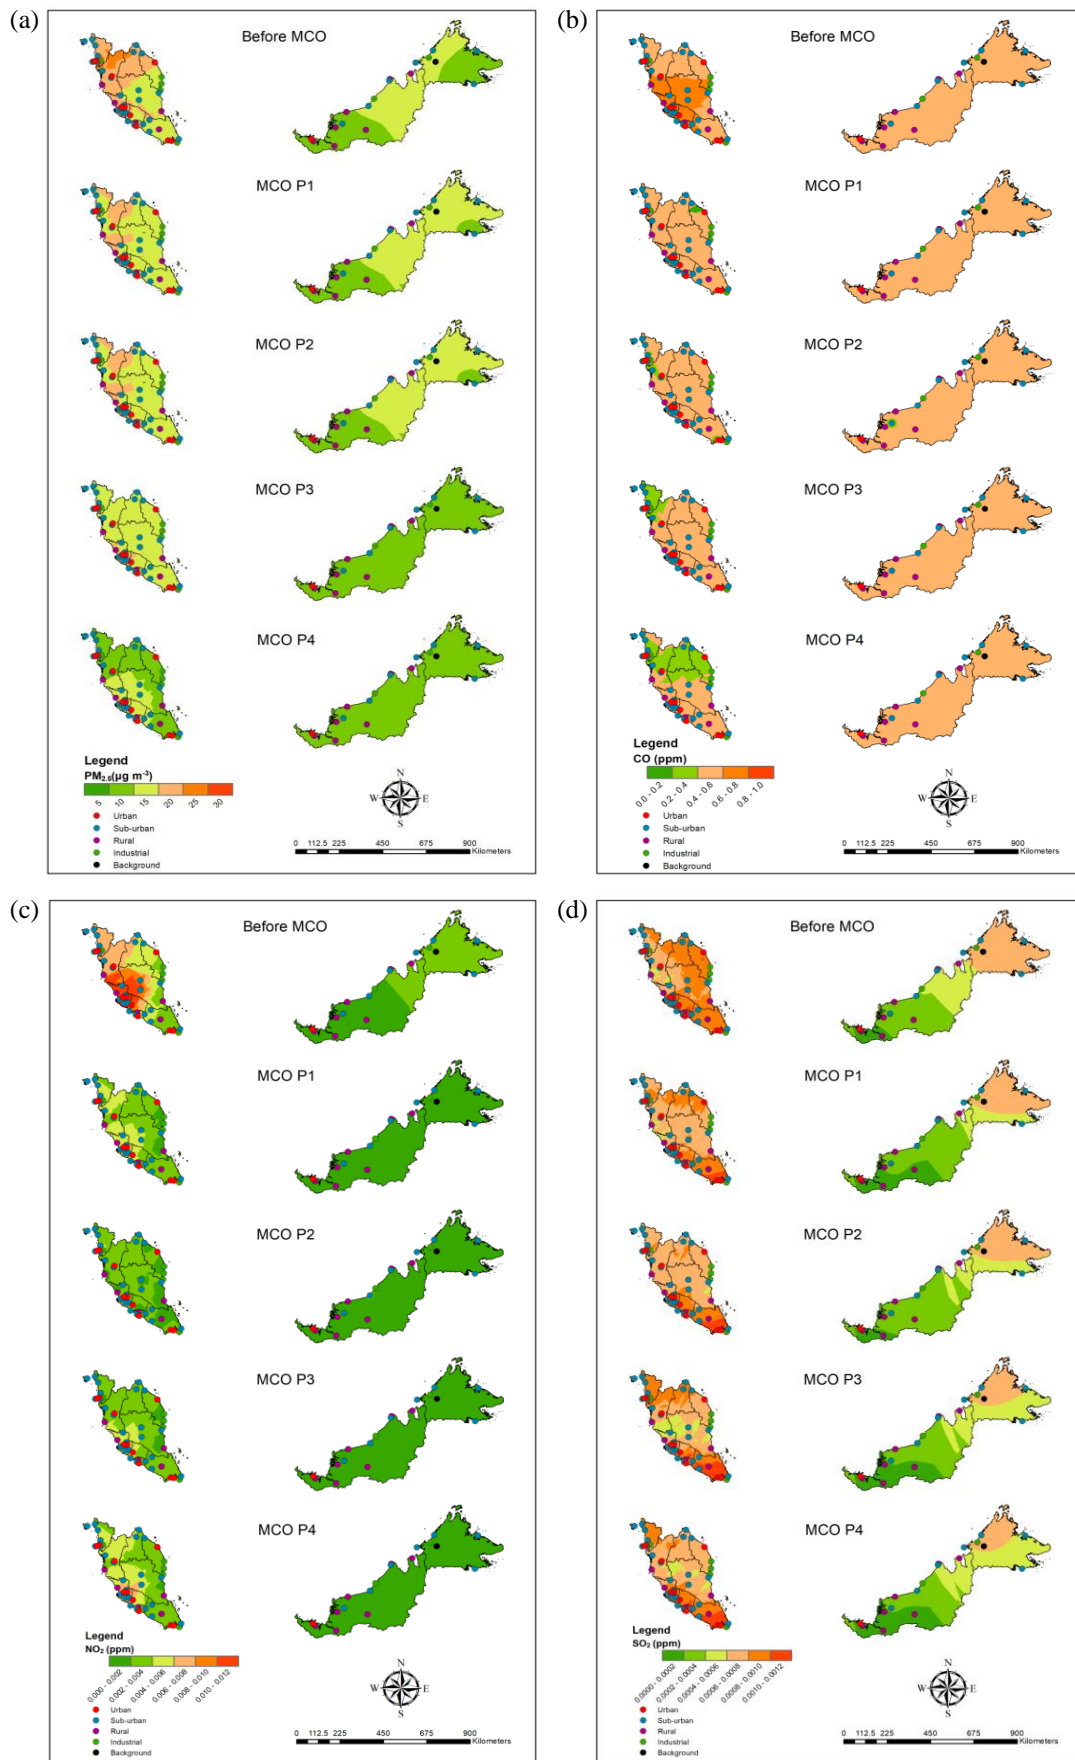 (a)
Before MCO
MCO P1
MCO P2
MCO P3
MCO P4
Legend
PM2.5(µg m-3)
5 10 15 20 25 30
Urban
Sub-urban
Rural
Industrial
Background
N
W E
S
0 112.5 225 450 675 900
Kilometers
(b)
Before MCO
MCO P1
MCO P2
MCO P3
MCO P4
Legend
CO (ppm)
0.0 - 0.2 0.2 - 0.4 0.4 - 0.6 0.6 - 0.8 0.8 - 1.0
Urban
Sub-urban
Rural
Industrial
Background
N
W E
S
0 112.5 225 450 675 900
Kilometers
(c)
Before MCO
MCO P1
MCO P2
MCO P3
MCO P4
Legend
NO2 (ppm)
0.000 - 0.002 0.002 - 0.004 0.004 - 0.006 0.006 - 0.008 0.008 - 0.010 0.010 - 0.012
Urban
Sub-urban
Rural
Industrial
Background
N
W E
S
0 112.5 225 450 675 900
Kilometers
(d)
Before MCO
MCO P1
MCO P2
MCO P3
MCO P4
Legend
SO2 (ppm)
0.0000 - 0.0002 0.0002 - 0.0004 0.0004 - 0.0006 0.0006 - 0.0008 0.0008 - 0.0010 0.0010 - 0.0012
Urban
Sub-urban
Rural
Industrial
Background
N
W E
S
0 112.5 225 450 675 900
Kilometers